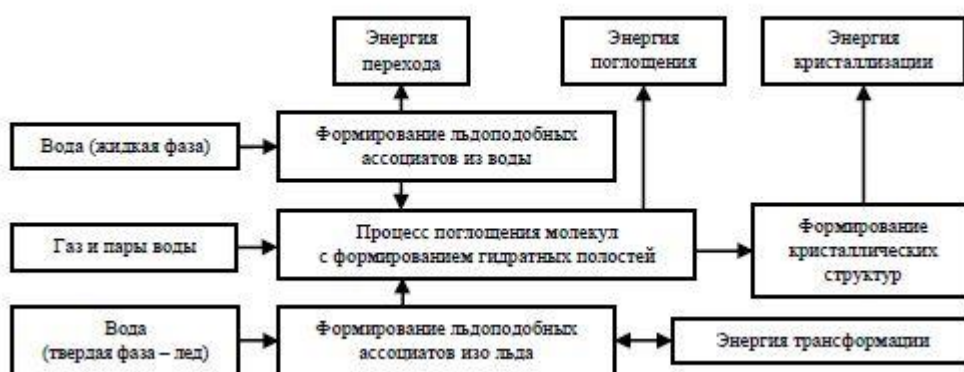 Энергия
перехода
Энергия
поглощения
Энергия
кристаллизации
Вода (жидкая фаза)
Формирование льдоподобных
ассоциатов из воды
Газ и пары воды
Процесс поглощения молекул
с формированием гидратных полостей
Формирование
кристаллических
структур
Вода
(твердая фаза – лед)
Формирование льдоподобных
ассоциатов изо льда
Энергия трансформации